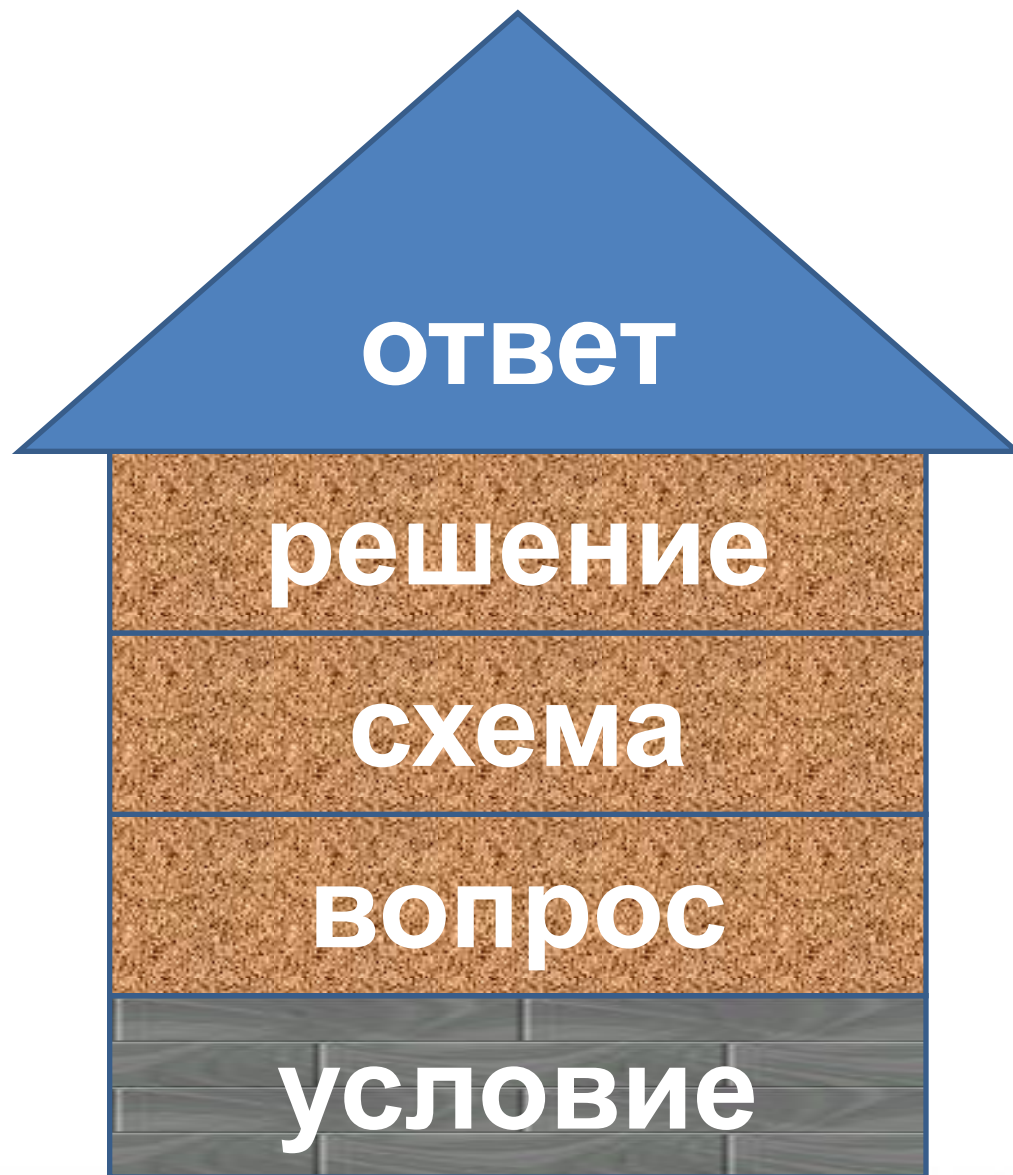 ответ
решение
схема
вопрос
условие